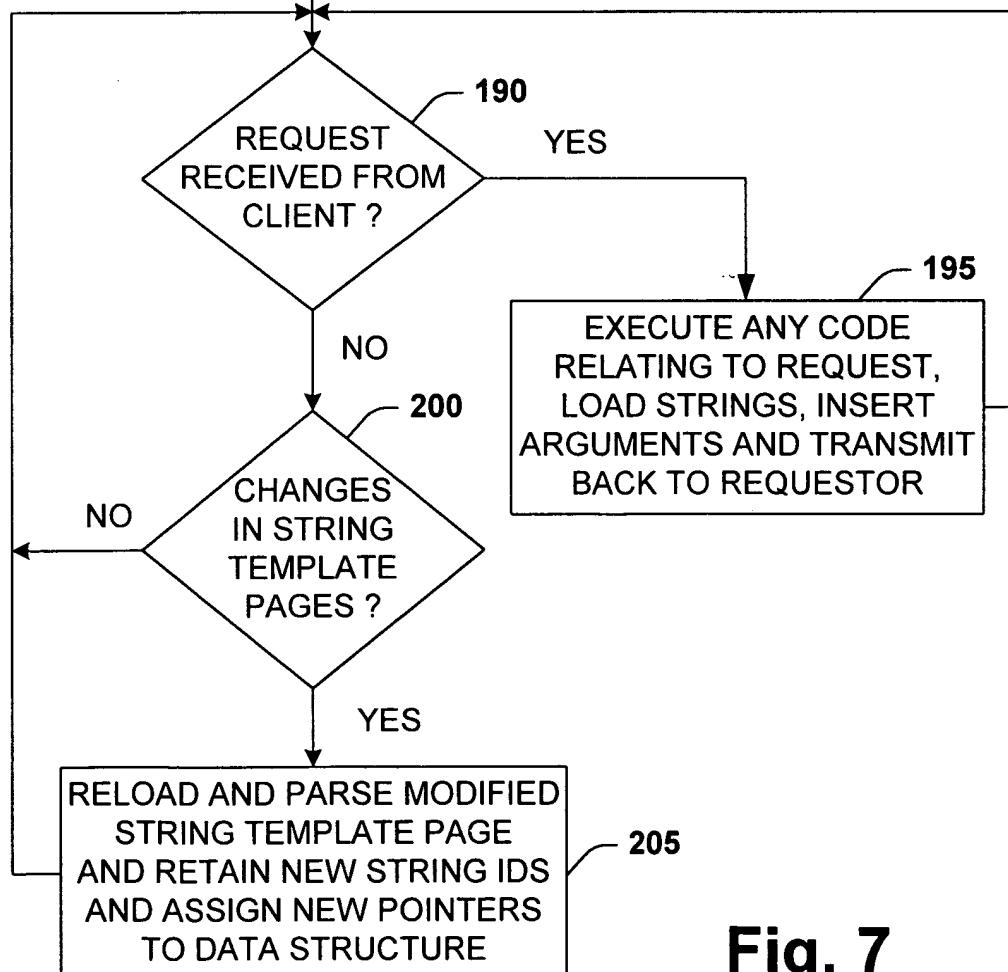 190
REQUEST
RECEIVED FROM
CLIENT ?
YES
NO
195
EXECUTE ANY CODE
RELATING TO REQUEST,
LOAD STRINGS, INSERT
ARGUMENTS AND TRANSMIT
BACK TO REQUESTOR
200
CHANGES
IN STRING
TEMPLATE
PAGES ?
NO
YES
RELOAD AND PARSE MODIFIED
STRING TEMPLATE PAGE
AND RETAIN NEW STRING IDS
AND ASSIGN NEW POINTERS
TO DATA STRUCTURE
205
Fig. 7